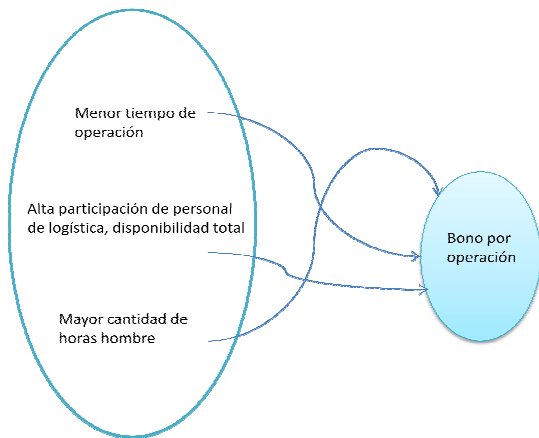 Menor tiempo de
operación
Alta participación de personal
de logística, disponibilidad total
Mayor cantidad de
horas hombre
Bono por
operación